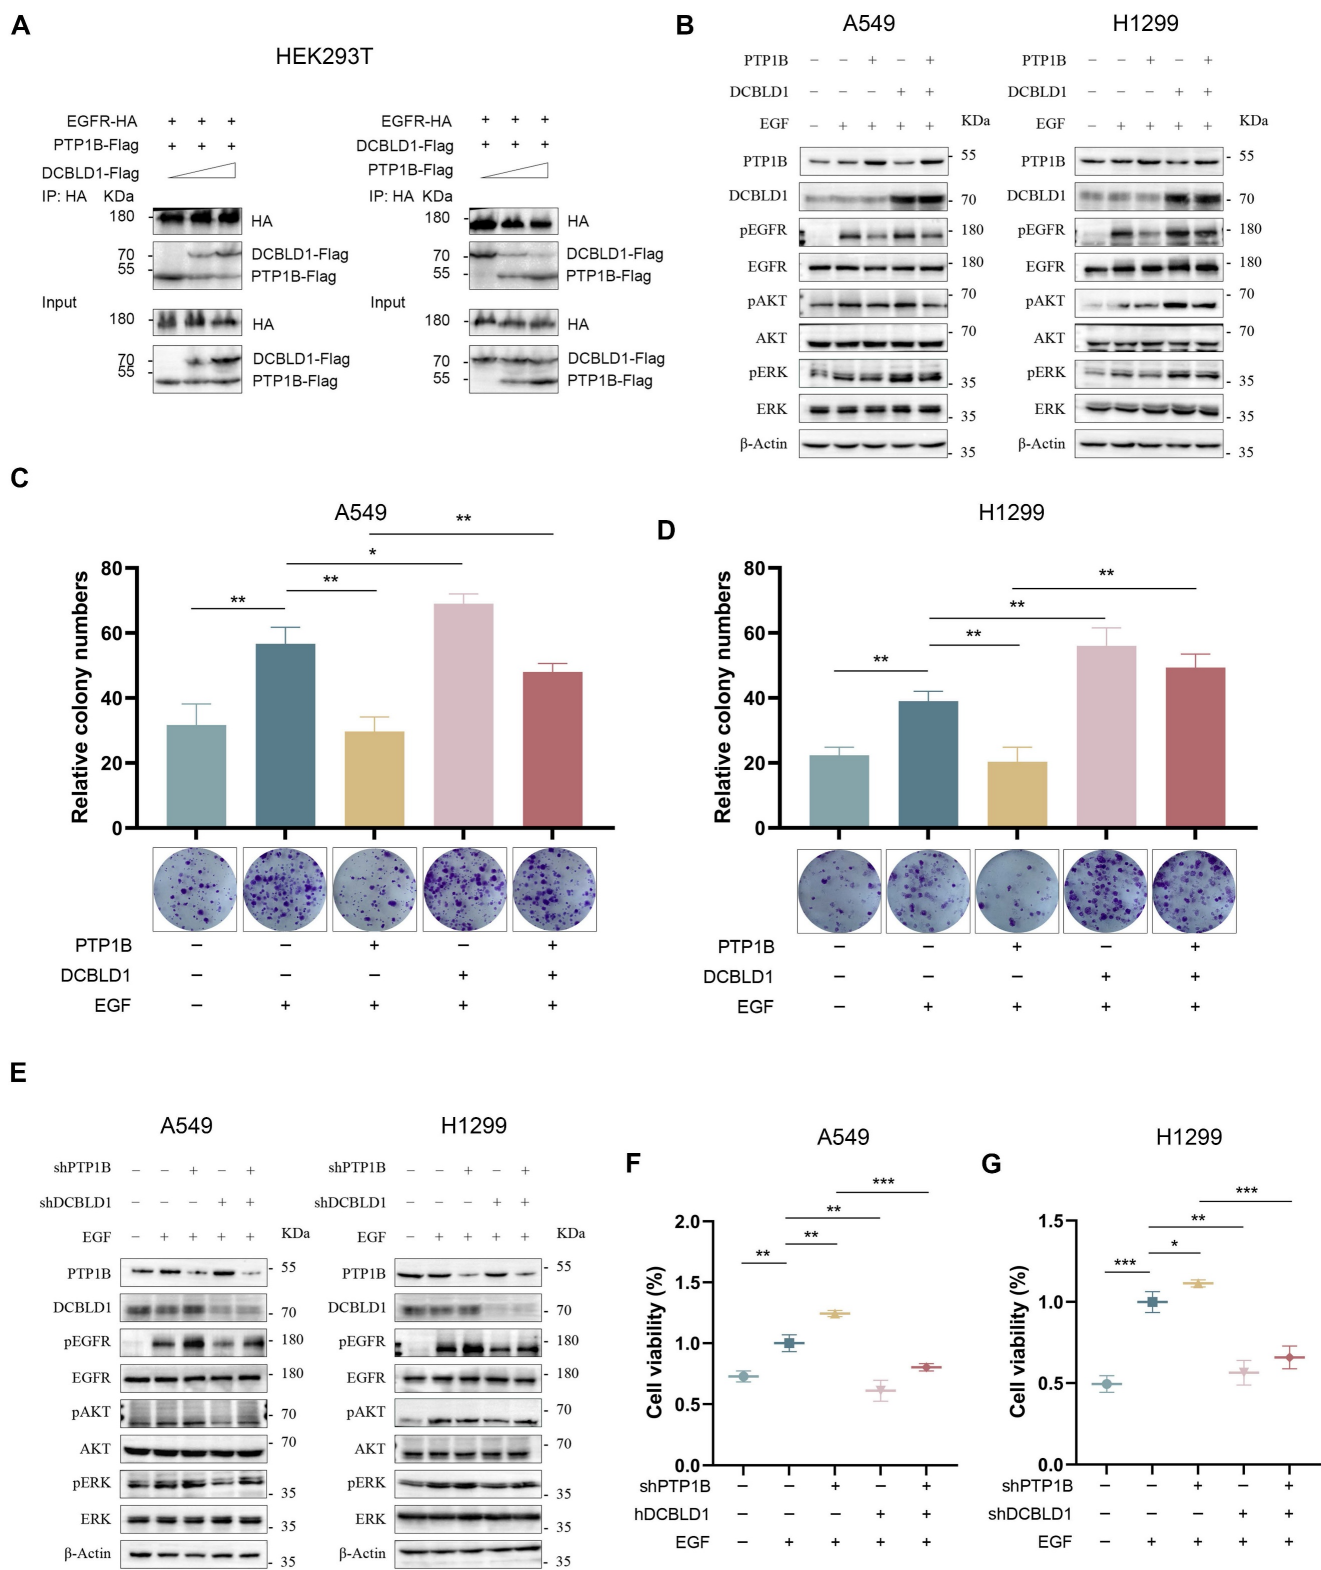 A
HEK293T
EGFR-HA + + +
PTP1B-Flag + + +
DCBLD1-Flag
IP: HA KDa
180 HA
70 DCBLD1-Flag
55 PTP1B-Flag
Input
180 HA
70 DCBLD1-Flag
55 PTP1B-Flag
EGFR-HA + + +
DCBLD1-Flag + + +
PTP1B-Flag
IP: HA KDa
180 HA
70 DCBLD1-Flag
55 PTP1B-Flag
Input
180 HA
70 DCBLD1-Flag
55 PTP1B-Flag
B
A549
PTP1B − − + − +
DCBLD1 − − − + +
EGF − + + + + KDa
PTP1B - 55
DCBLD1 - 70
pEGFR - 180
EGFR - 180
pAKT - 70
AKT - 70
pERK - 35
ERK - 35
β-Actin - 35
H1299
PTP1B − − + − +
DCBLD1 − − − + +
EGF − + + + + KDa
PTP1B - 55
DCBLD1 - 70
pEGFR - 180
EGFR - 180
pAKT - 70
AKT - 70
pERK - 35
ERK - 35
β-Actin - 35
C
A549
Relative colony numbers
80
60
40
20
0
**
*
**
**
PTP1B − − + − +
DCBLD1 − − − + +
EGF − + + + +
D
H1299
Relative colony numbers
80
60
40
20
0
**
**
**
**
PTP1B − − + − +
DCBLD1 − − − + +
EGF − + + + +
E
A549
shPTP1B − − + − +
shDCBLD1 − − − + +
EGF − + + + + KDa
PTP1B - 55
DCBLD1 - 70
pEGFR - 180
EGFR - 180
pAKT - 70
AKT - 70
pERK - 35
ERK - 35
β-Actin - 35
H1299
shPTP1B − − + − +
shDCBLD1 − − − + +
EGF − + + + + KDa
PTP1B - 55
DCBLD1 - 70
pEGFR - 180
EGFR - 180
pAKT - 70
AKT - 70
pERK - 35
ERK - 35
β-Actin - 35
F
A549
Cell viability (%)
2.0
1.5
1.0
0.5
0.0
***
**
**
**
shPTP1B − − + − +
hDCBLD1 − − − + +
EGF − + + + +
G
H1299
Cell viability (%)
1.5
1.0
0.5
0.0
***
**
*
***
shPTP1B − − + − +
shDCBLD1 − − − + +
EGF − + + + +